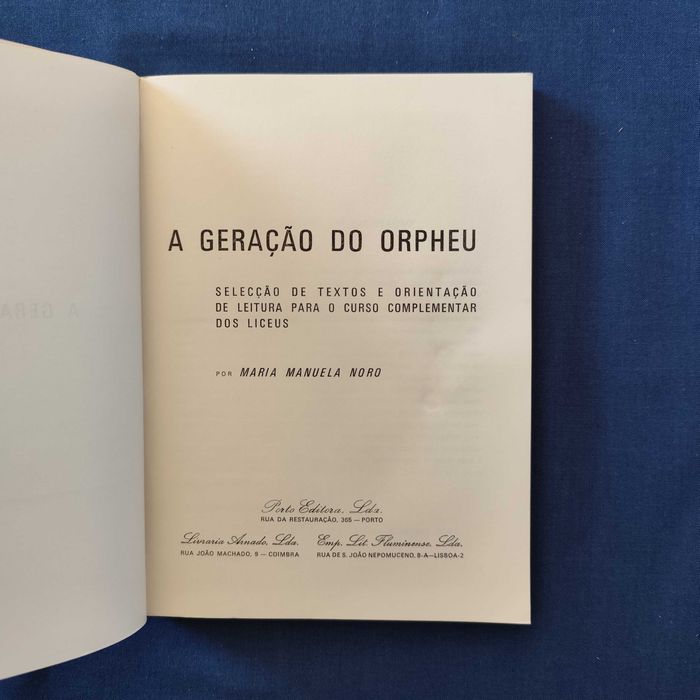 A GERAÇÃO DO ORPHEU
SELECÇÃO DE TEXTOS E ORIENTAÇÃO
DE LEITURA PARA O CURSO COMPLEMENTAR
DOS LICEUS
POR MARIA MANUELA NORO
Porto Editora, Lda.
RUA DA RESTAURAÇÃO, 365 — PORTO
Livraria Arnado, Lda.
RUA JOÃO MACHADO, 9 — COIMBRA
Emp. Lit. Fluminense, Lda.
RUA DE S. JOÃO NEPOMUCENO, 8-A—LISBOA-2
A GERA